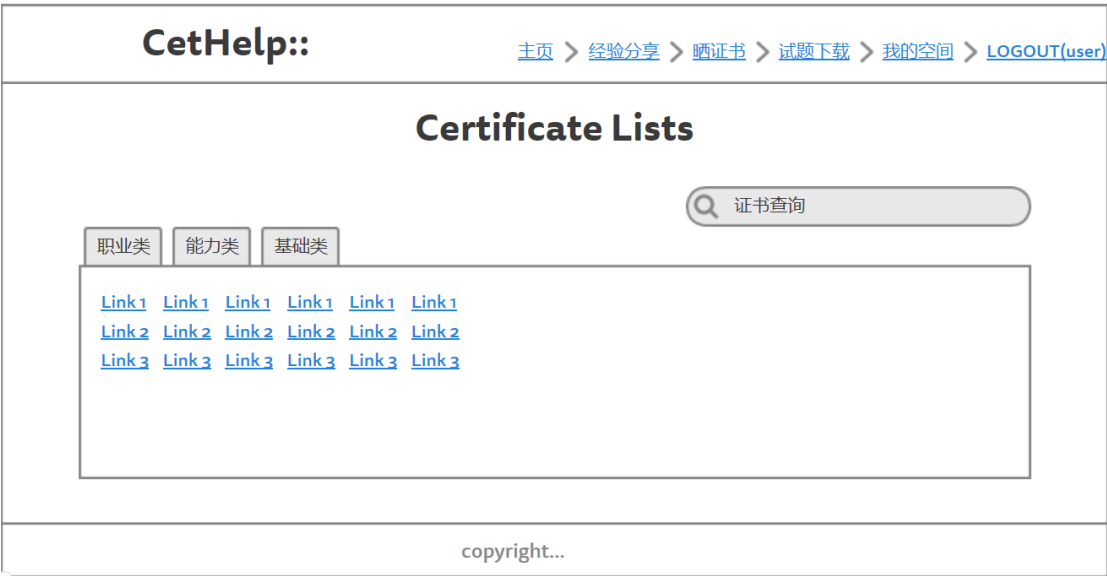 CetHelp::
主页 经验分享 晒证书 试题下载 我的空间 LOGOUT(user)
Certificate Lists
证书查询
职业类 能力类 基础类
Link 1 Link 1 Link 1 Link 1 Link 1 Link 1
Link 2 Link 2 Link 2 Link 2 Link 2 Link 2
Link 3 Link 3 Link 3 Link 3 Link 3 Link 3
copyright...